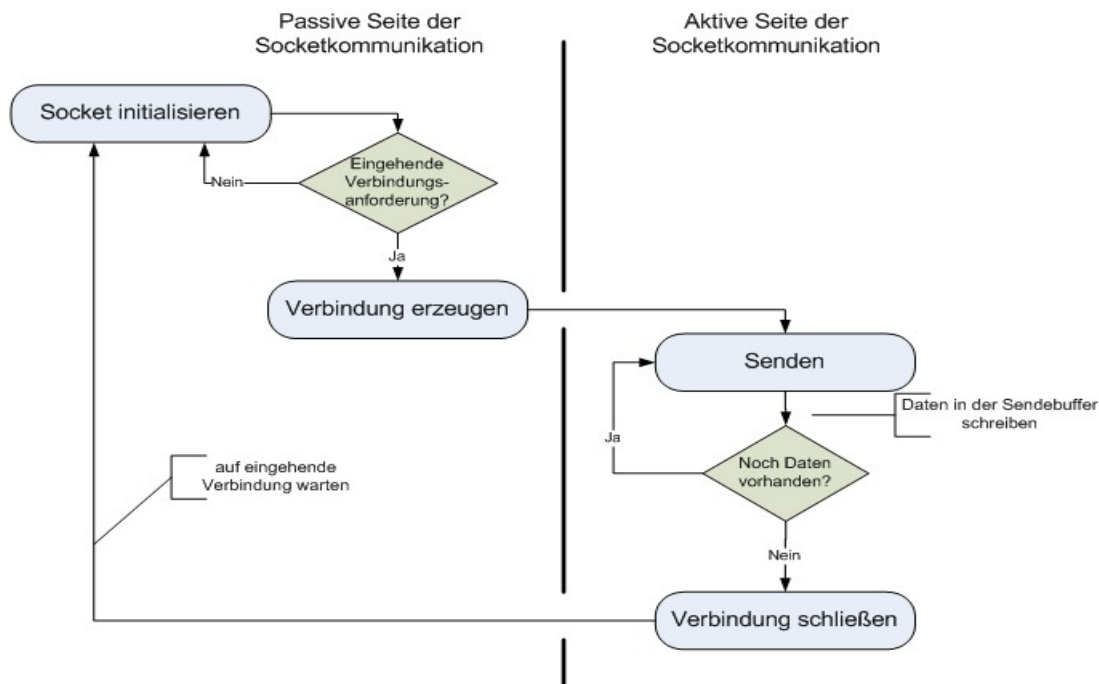 Passive Seite der
Socketkommunikation
Aktive Seite der
Socketkommunikation
Socket initialisieren
Eingehende
Verbindungs-
anforderung?
Nein
Ja
Verbindung erzeugen
Senden
Daten in der Sendebuffer
schreiben
Ja
Noch Daten
vorhanden?
auf eingehende
Verbindung warten
Nein
Verbindung schließen